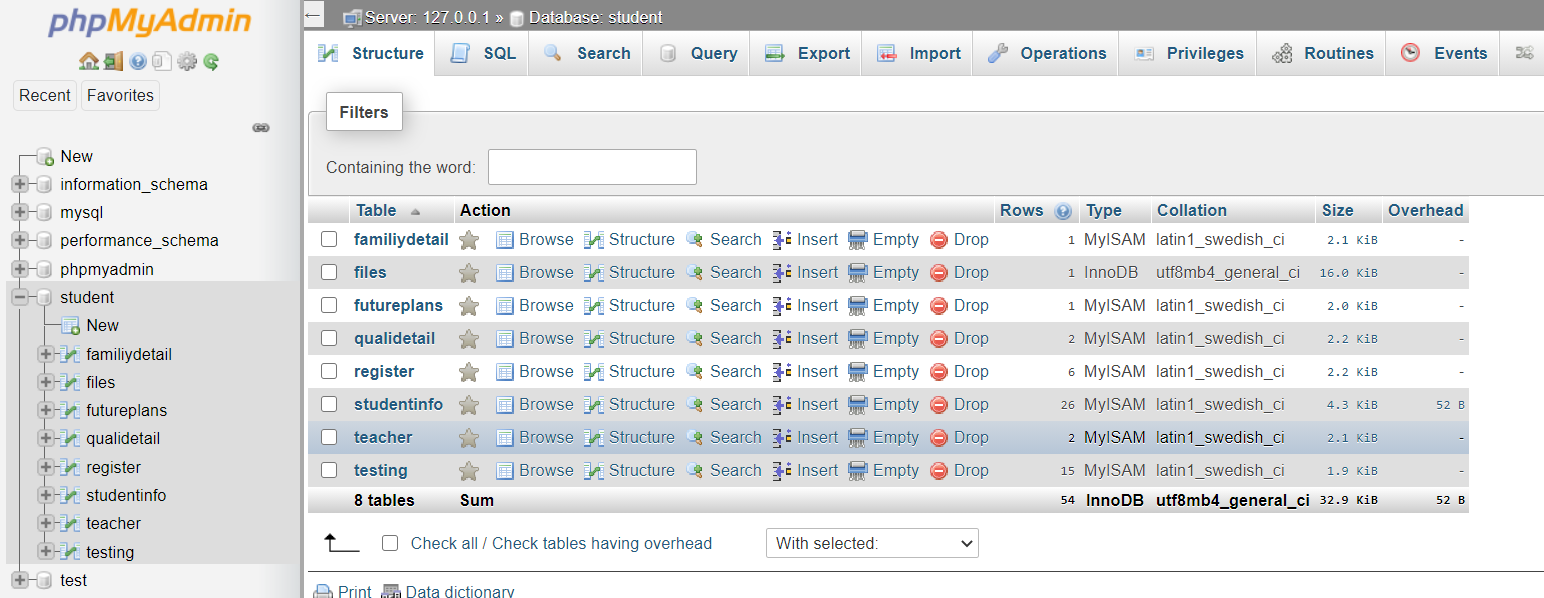 phpMyAdmin
Recent Favorites
New
information_schema
mysql
performance_schema
phpmyadmin
student
New
familiydetail
files
futureplans
qualidetail
register
studentinfo
teacher
testing
test
← Server: 127.0.0.1 » Database: student
Structure SQL Search Query Export Import Operations Privileges Routines Events
Filters
Containing the word:
Table Action Rows Type Collation Size Overhead
familiydetail Browse Structure Search Insert Empty Drop 1 MyISAM latin1_swedish_ci 2.1 KiB -
files Browse Structure Search Insert Empty Drop 1 InnoDB utf8mb4_general_ci 16.0 KiB -
futureplans Browse Structure Search Insert Empty Drop 1 MyISAM latin1_swedish_ci 2.0 KiB -
qualidetail Browse Structure Search Insert Empty Drop 2 MyISAM latin1_swedish_ci 2.2 KiB -
register Browse Structure Search Insert Empty Drop 6 MyISAM latin1_swedish_ci 2.2 KiB -
studentinfo Browse Structure Search Insert Empty Drop 26 MyISAM latin1_swedish_ci 4.3 KiB 52 B
teacher Browse Structure Search Insert Empty Drop 2 MyISAM latin1_swedish_ci 2.1 KiB -
testing Browse Structure Search Insert Empty Drop 15 MyISAM latin1_swedish_ci 1.9 KiB -
8 tables Sum 54 InnoDB utf8mb4_general_ci 32.9 KiB 52 B
Check all / Check tables having overhead With selected:
Print Data dictionary